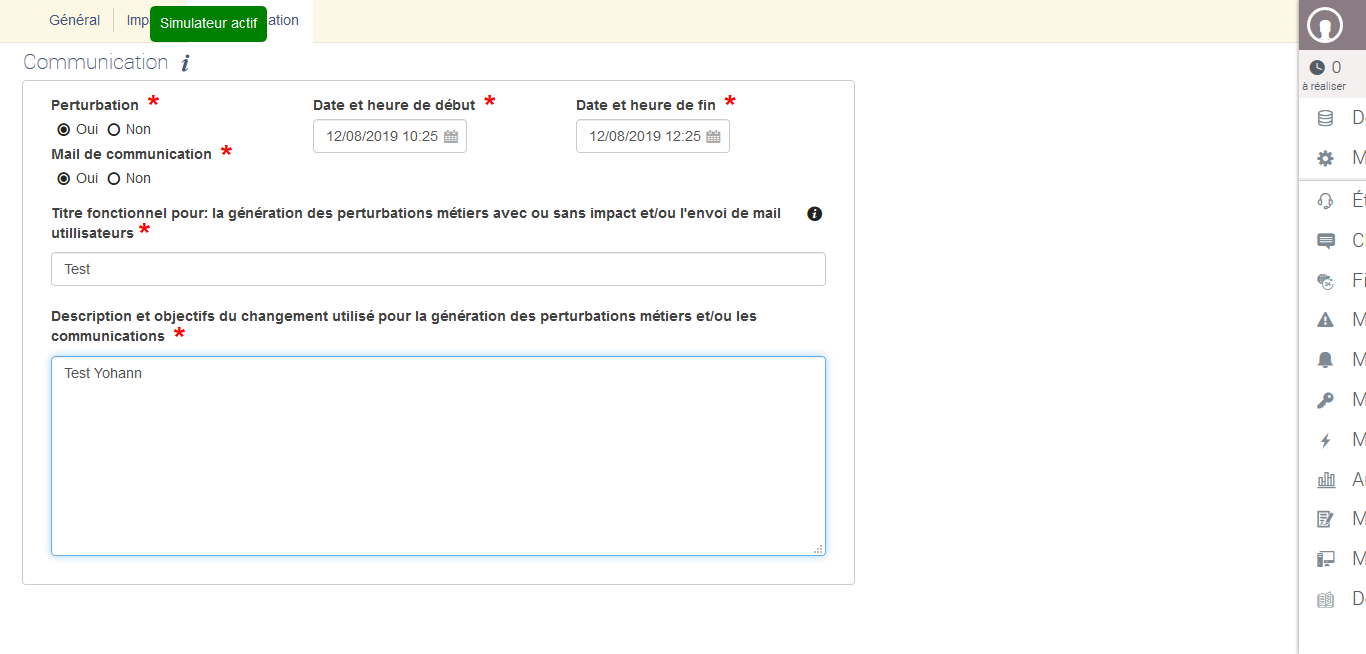 Général
Imp
Simulateur actif
ation
Communication
Perturbation *
Date et heure de début *
Date et heure de fin *
Oui Non
12/08/2019 10:25
12/08/2019 12:25
Mail de communication *
Oui Non
Titre fonctionnel pour: la génération des perturbations métiers avec ou sans impact et/ou l'envoi de mail
utillisateurs *
Test
Description et objectifs du changement utilisé pour la génération des perturbations métiers et/ou les
communications *
Test Yohann
0
à réaliser
D
M
Ét
C
Fi
M
M
M
M
A
M
M
D